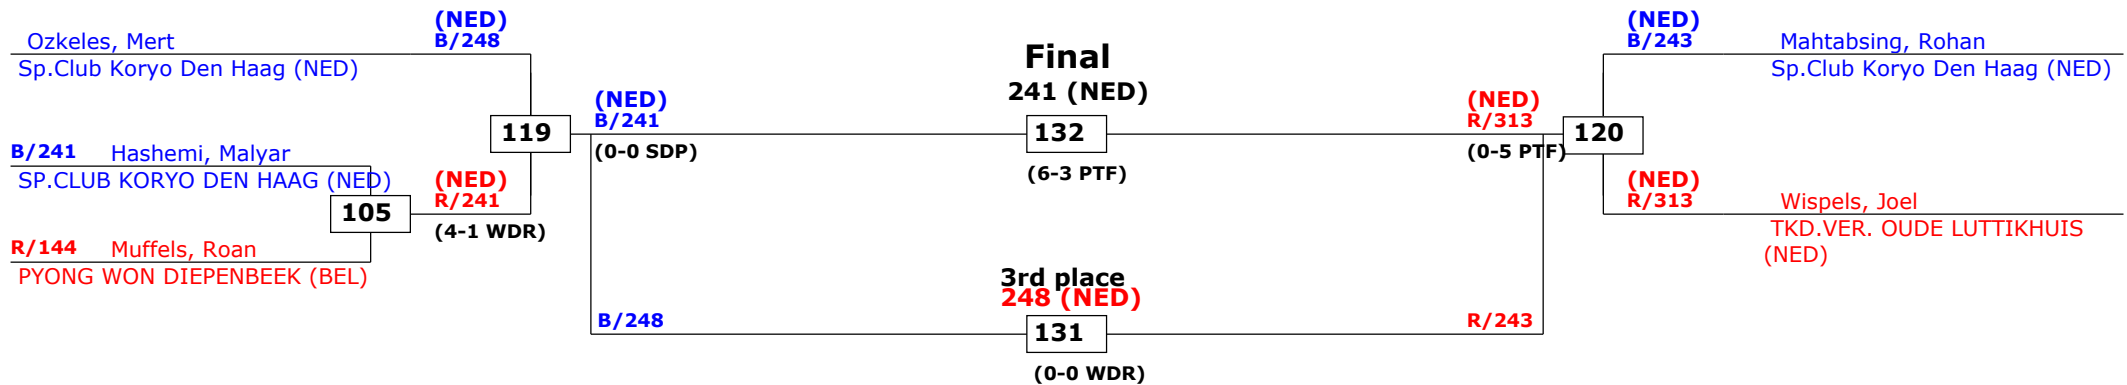 (NED)
Ozkeles, Mert B/248
Sp.Club Koryo Den Haag (NED)
B/241 Hashemi, Malyar
SP.CLUB KORYO DEN HAAG (NED)
R/144 Muffels, Roan
PYONG WON DIEPENBEEK (BEL)
105
(NED)
R/241
(4-1 WDR)
119
(NED)
B/241
(0-0 SDP)
Final
241 (NED)
132
(6-3 PTF)
3rd place
248 (NED)
B/248
131
R/243
(0-0 WDR)
(NED)
R/313
(0-5 PTF)
120
(NED)
B/243 Mahtabsing, Rohan
Sp.Club Koryo Den Haag (NED)
(NED)
R/313 Wispels, Joel
TKD.VER. OUDE LUTTIKHUIS
(NED)